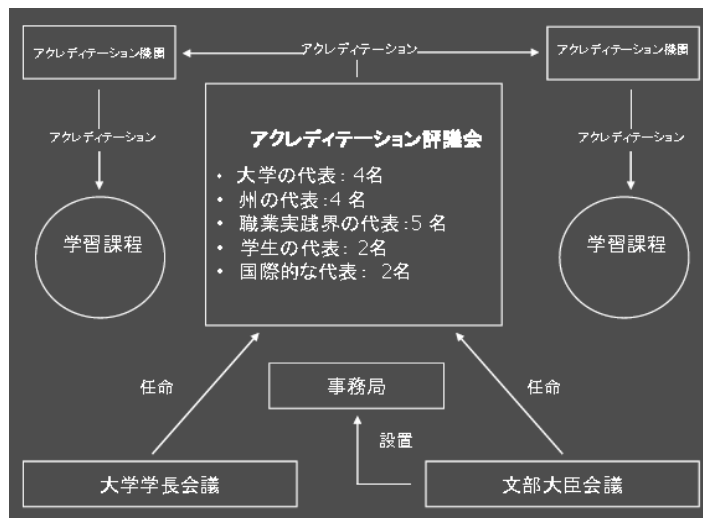 アクレディテーション機関
アクレディテーション
アクレディテーション機関
アクレディテーション評議会
・ 大学の代表: 4名
・ 州の代表:4 名
・ 職業実践界の代表:5 名
・ 学生の代表: 2名
・ 国際的な代表: 2名
アクレディテーション
アクレディテーション
学習課程
学習課程
任命
事務局
任命
設置
大学学長会議
文部大臣会議